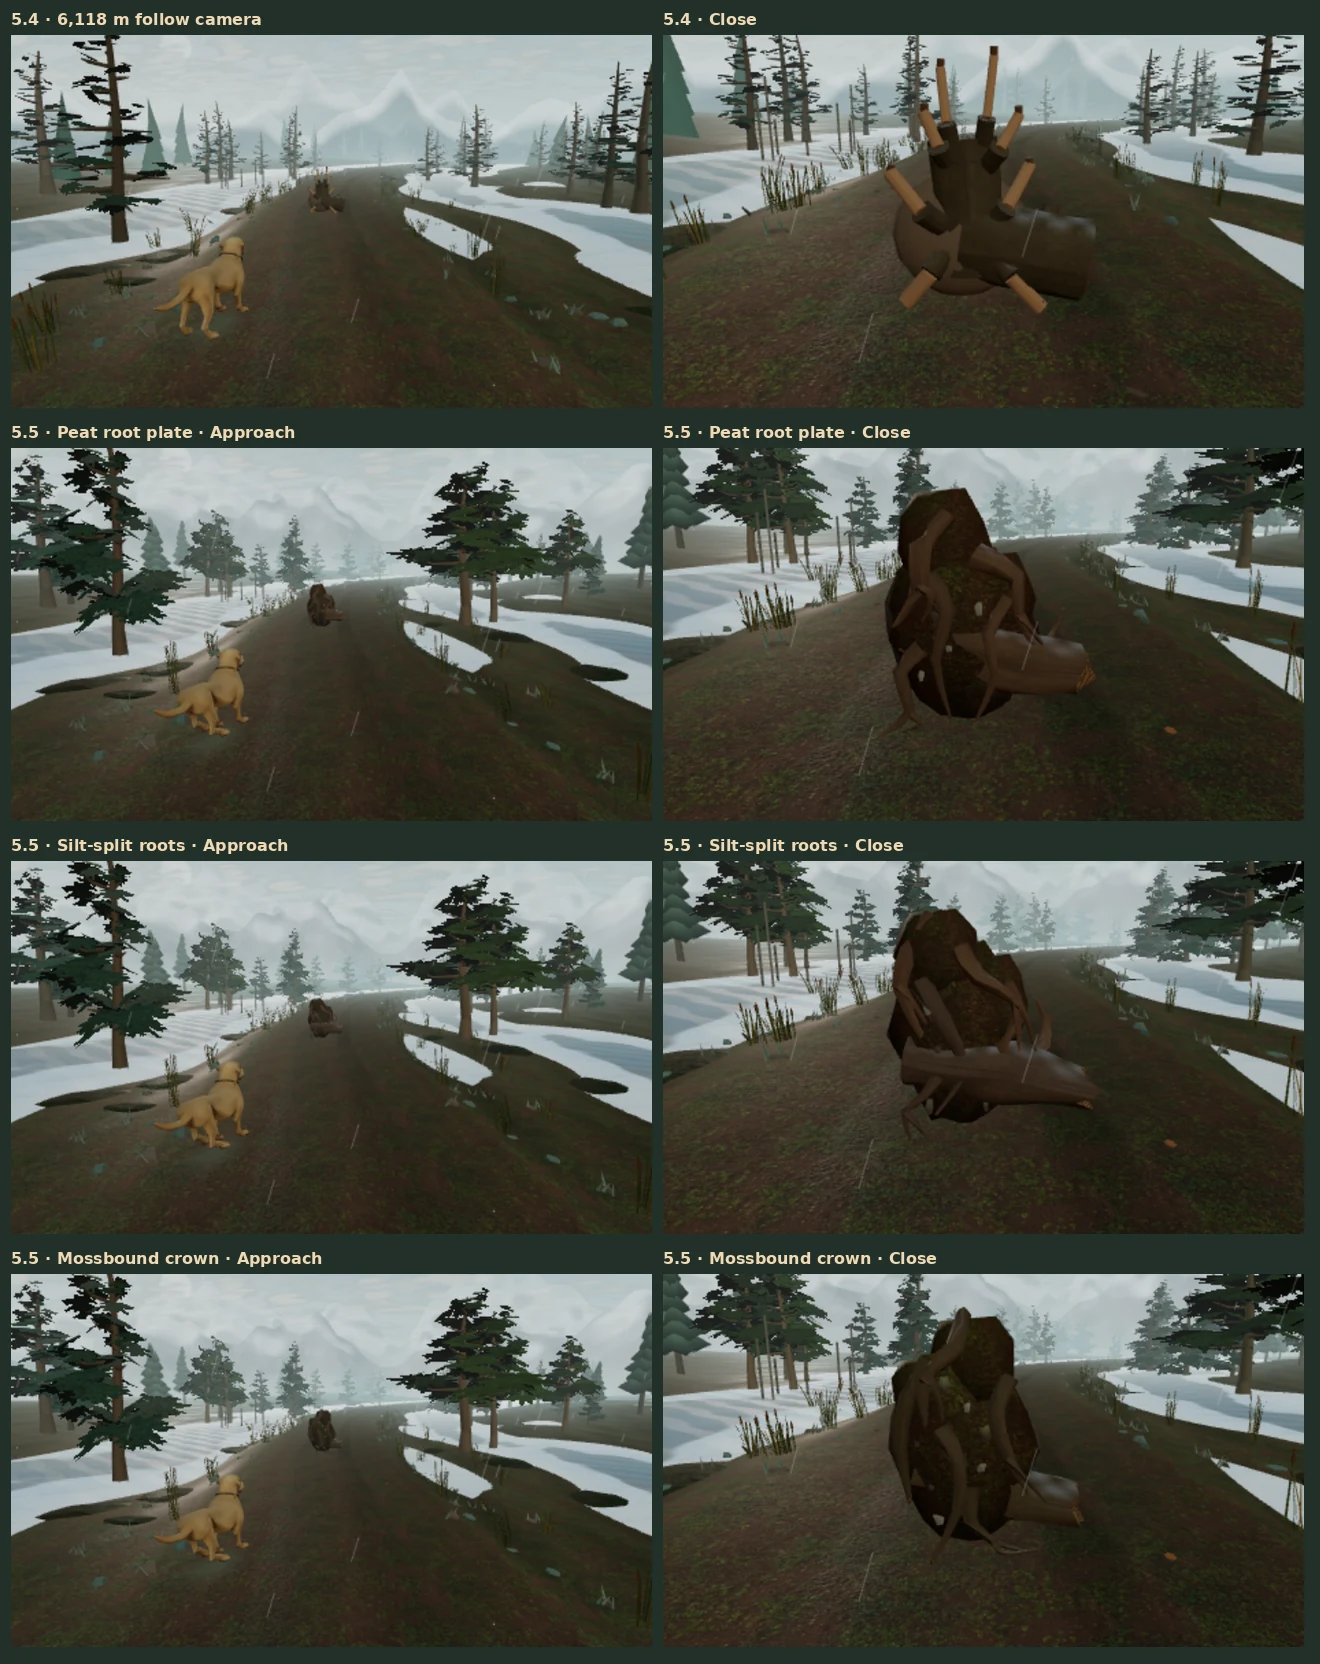 5.4 · 6,118 m follow camera
5.4 · Close
5.5 · Peat root plate · Approach
5.5 · Peat root plate · Close
5.5 · Silt-split roots · Approach
5.5 · Silt-split roots · Close
5.5 · Mossbound crown · Approach
5.5 · Mossbound crown · Close